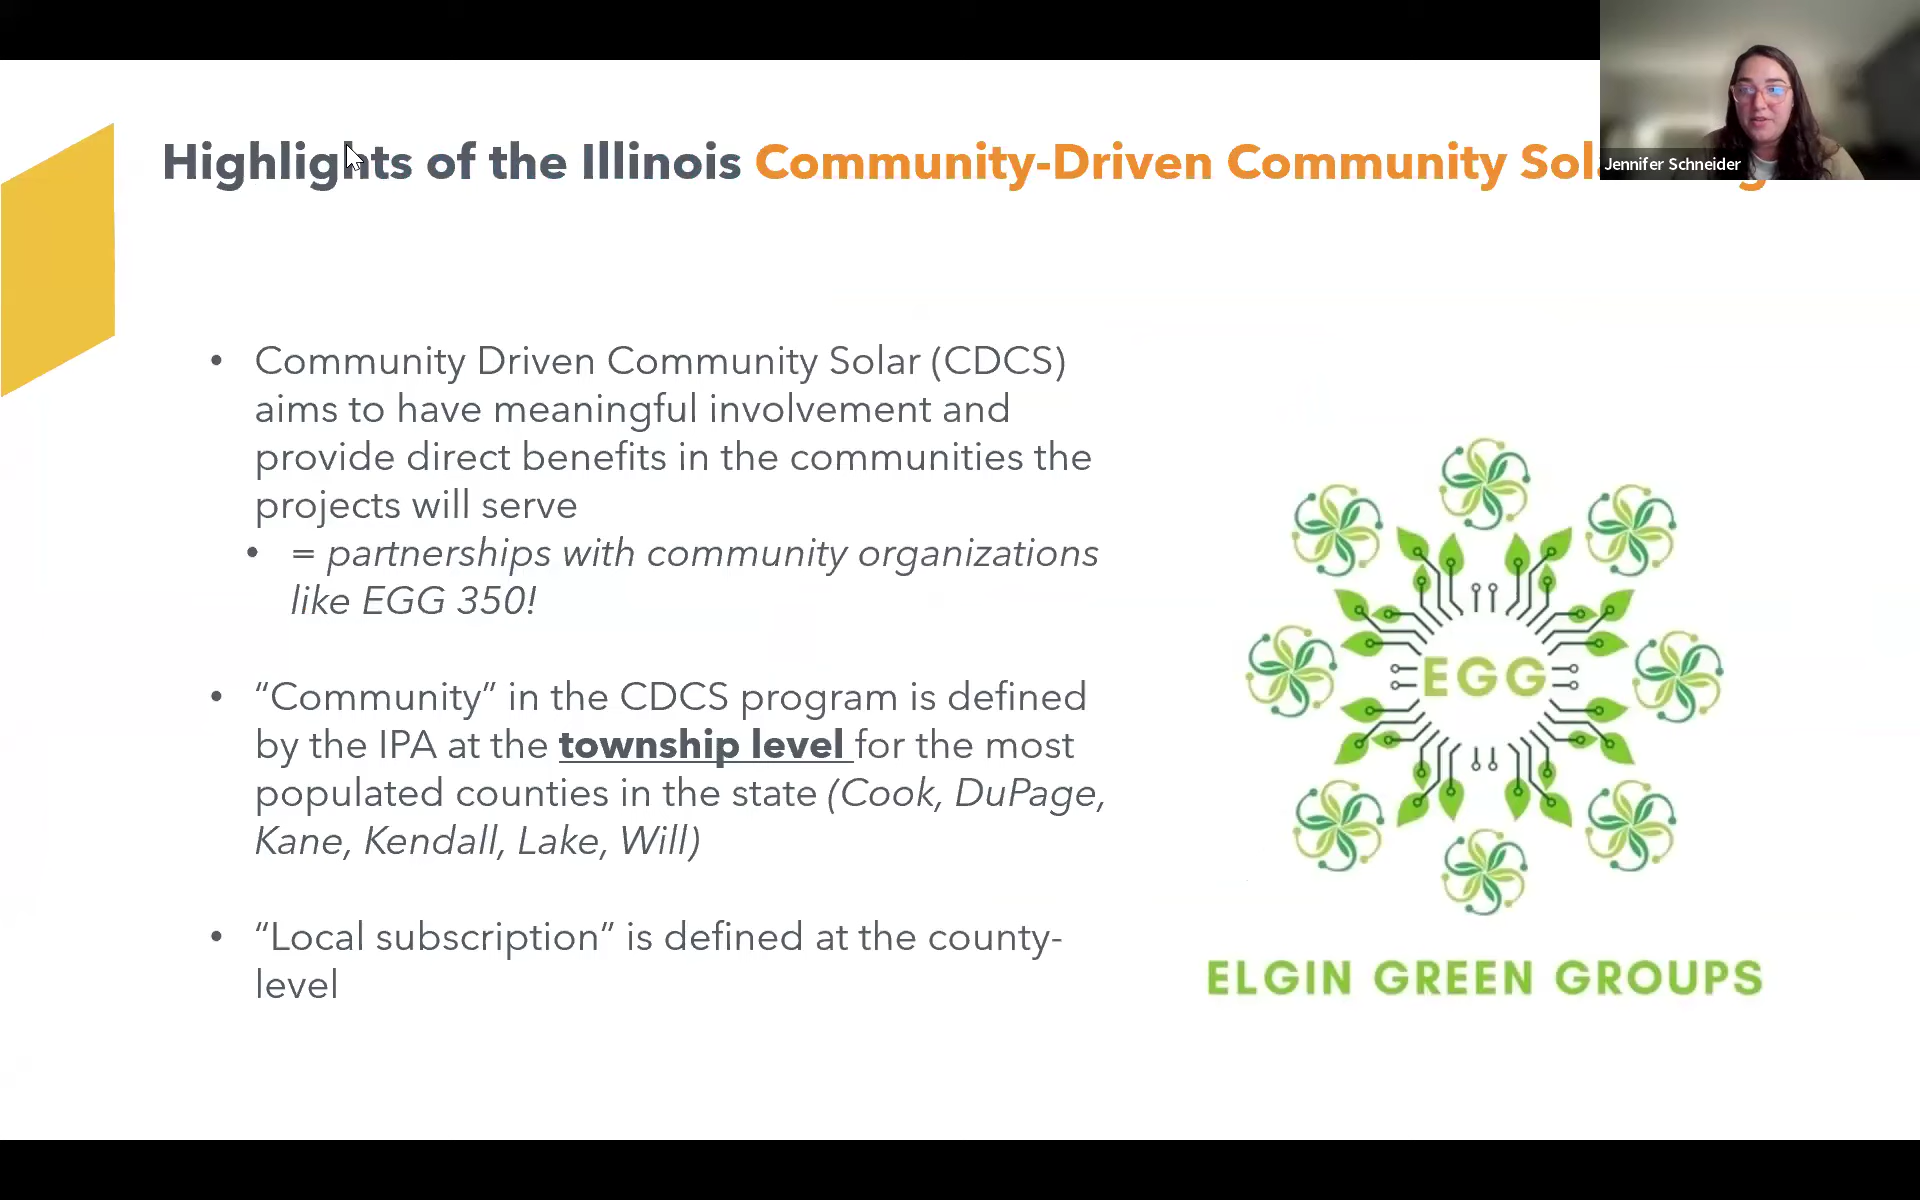 Highlights of the Illinois Community-Driven Community
Jennifer Schneider
• Community Driven Community Solar (CDCS)
aims to have meaningful involvement and
provide direct benefits in the communities the
projects will serve
• = partnerships with community organizations
like EGG 350!
• “Community” in the CDCS program is defined
by the IPA at the township level for the most
populated counties in the state (Cook, DuPage,
Kane, Kendall, Lake, Will)
• “Local subscription” is defined at the county-
level
EGG
ELGIN GREEN GROUPS